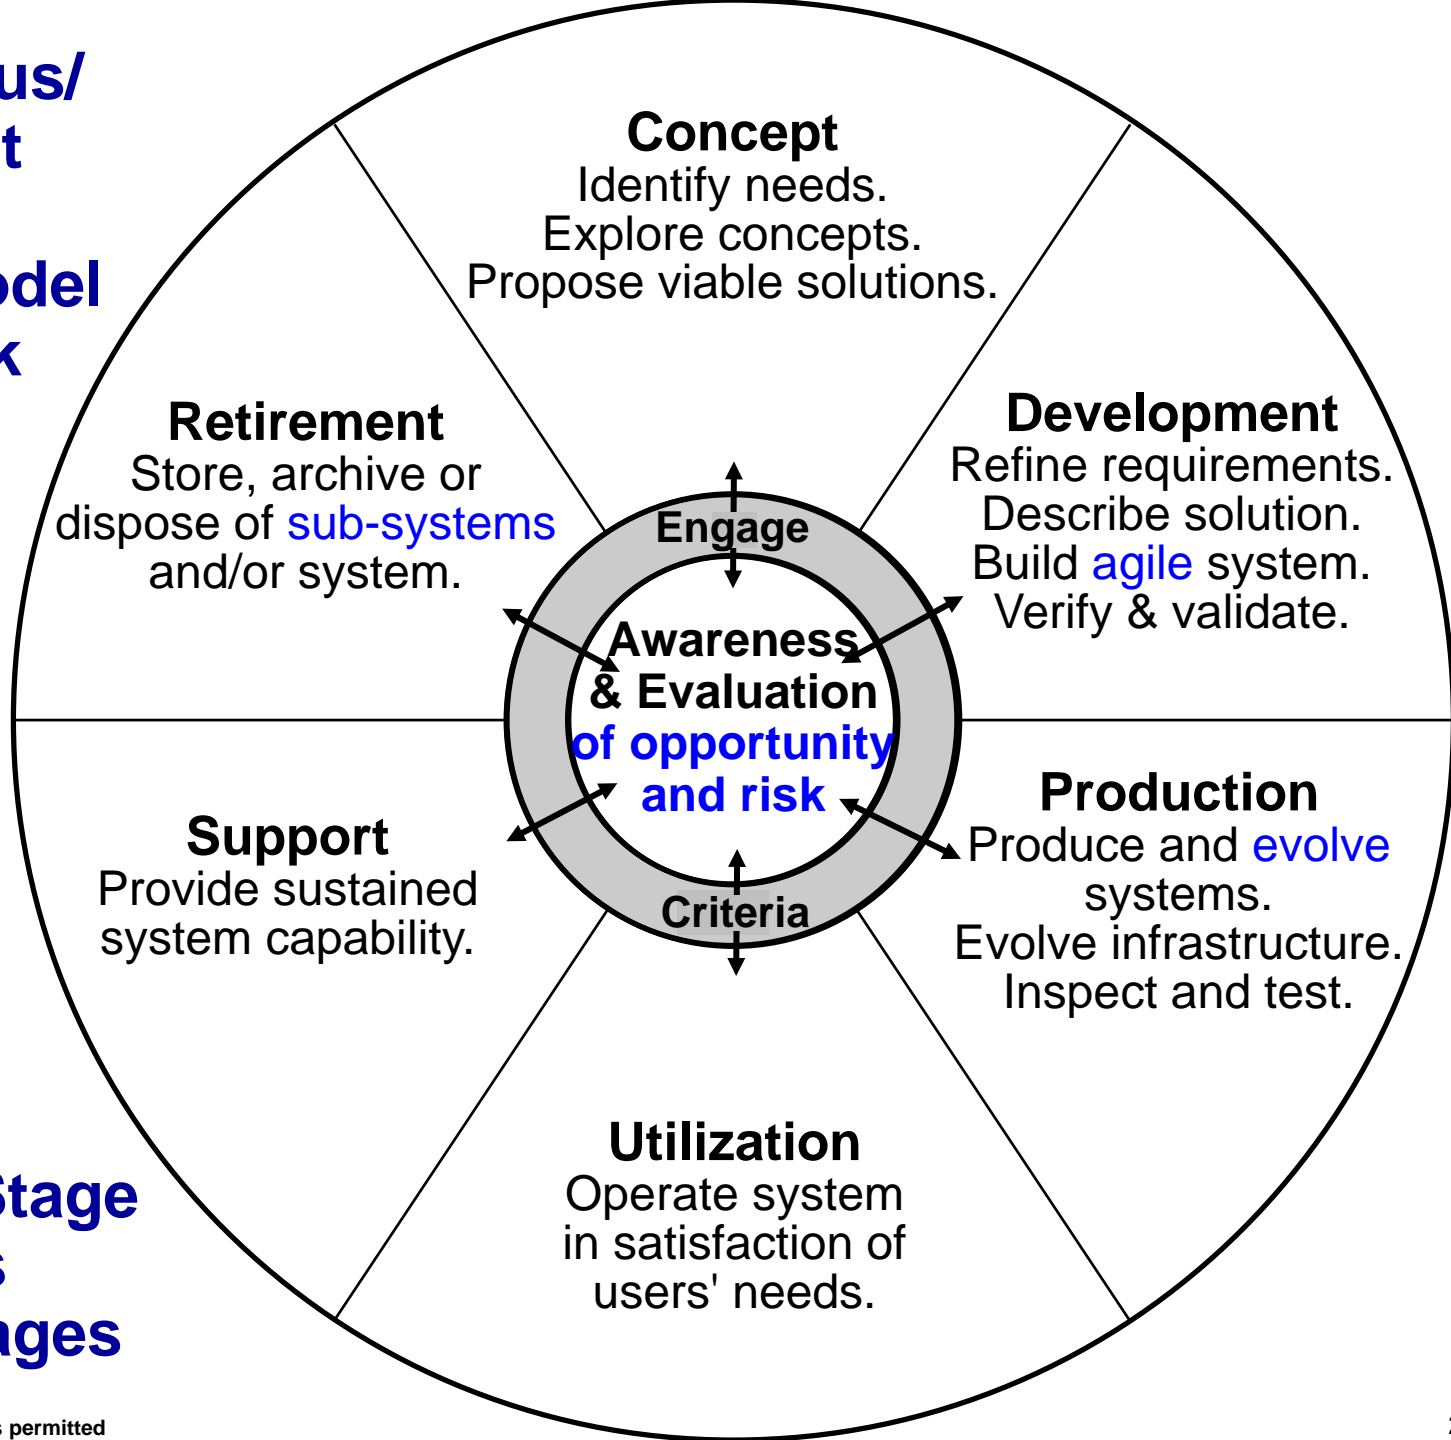 us/
t
odel
k
Concept
Identify needs.
Explore concepts.
Propose viable solutions.
Retirement
Store, archive or
dispose of sub-systems
and/or system.
Development
Refine requirements.
Describe solution.
Build agile system.
Verify & validate.
Engage
Awareness
& Evaluation
of opportunity
and risk
Criteria
Support
Provide sustained
system capability.
Production
Produce and evolve
systems.
Evolve infrastructure.
Inspect and test.
Utilization
Operate system
in satisfaction of
users' needs.
Stage
s
ages
s permitted